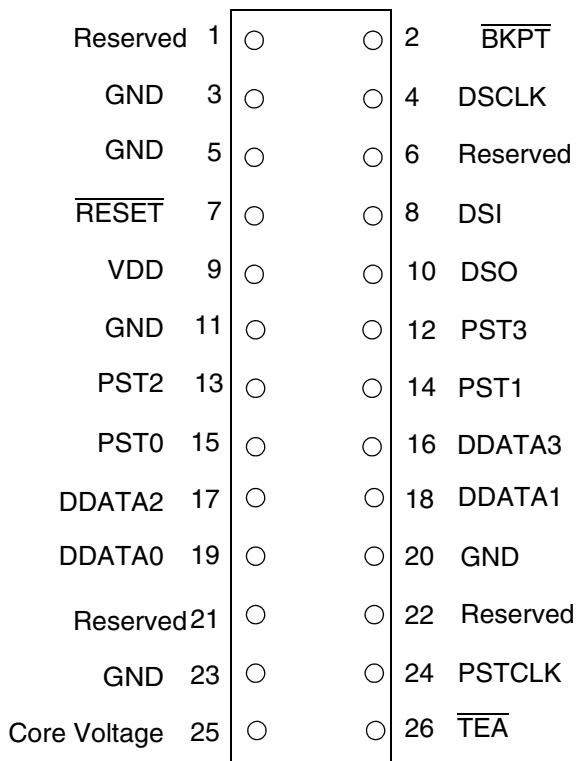 Reserved 1 2 BKPT
GND 3 4 DSCLK
GND 5 6 Reserved
RESET 7 8 DSI
VDD 9 10 DSO
GND 11 12 PST3
PST2 13 14 PST1
PST0 15 16 DDATA3
DDATA2 17 18 DDATA1
DDATA0 19 20 GND
Reserved 21 22 Reserved
GND 23 24 PSTCLK
Core Voltage 25 26 TEA